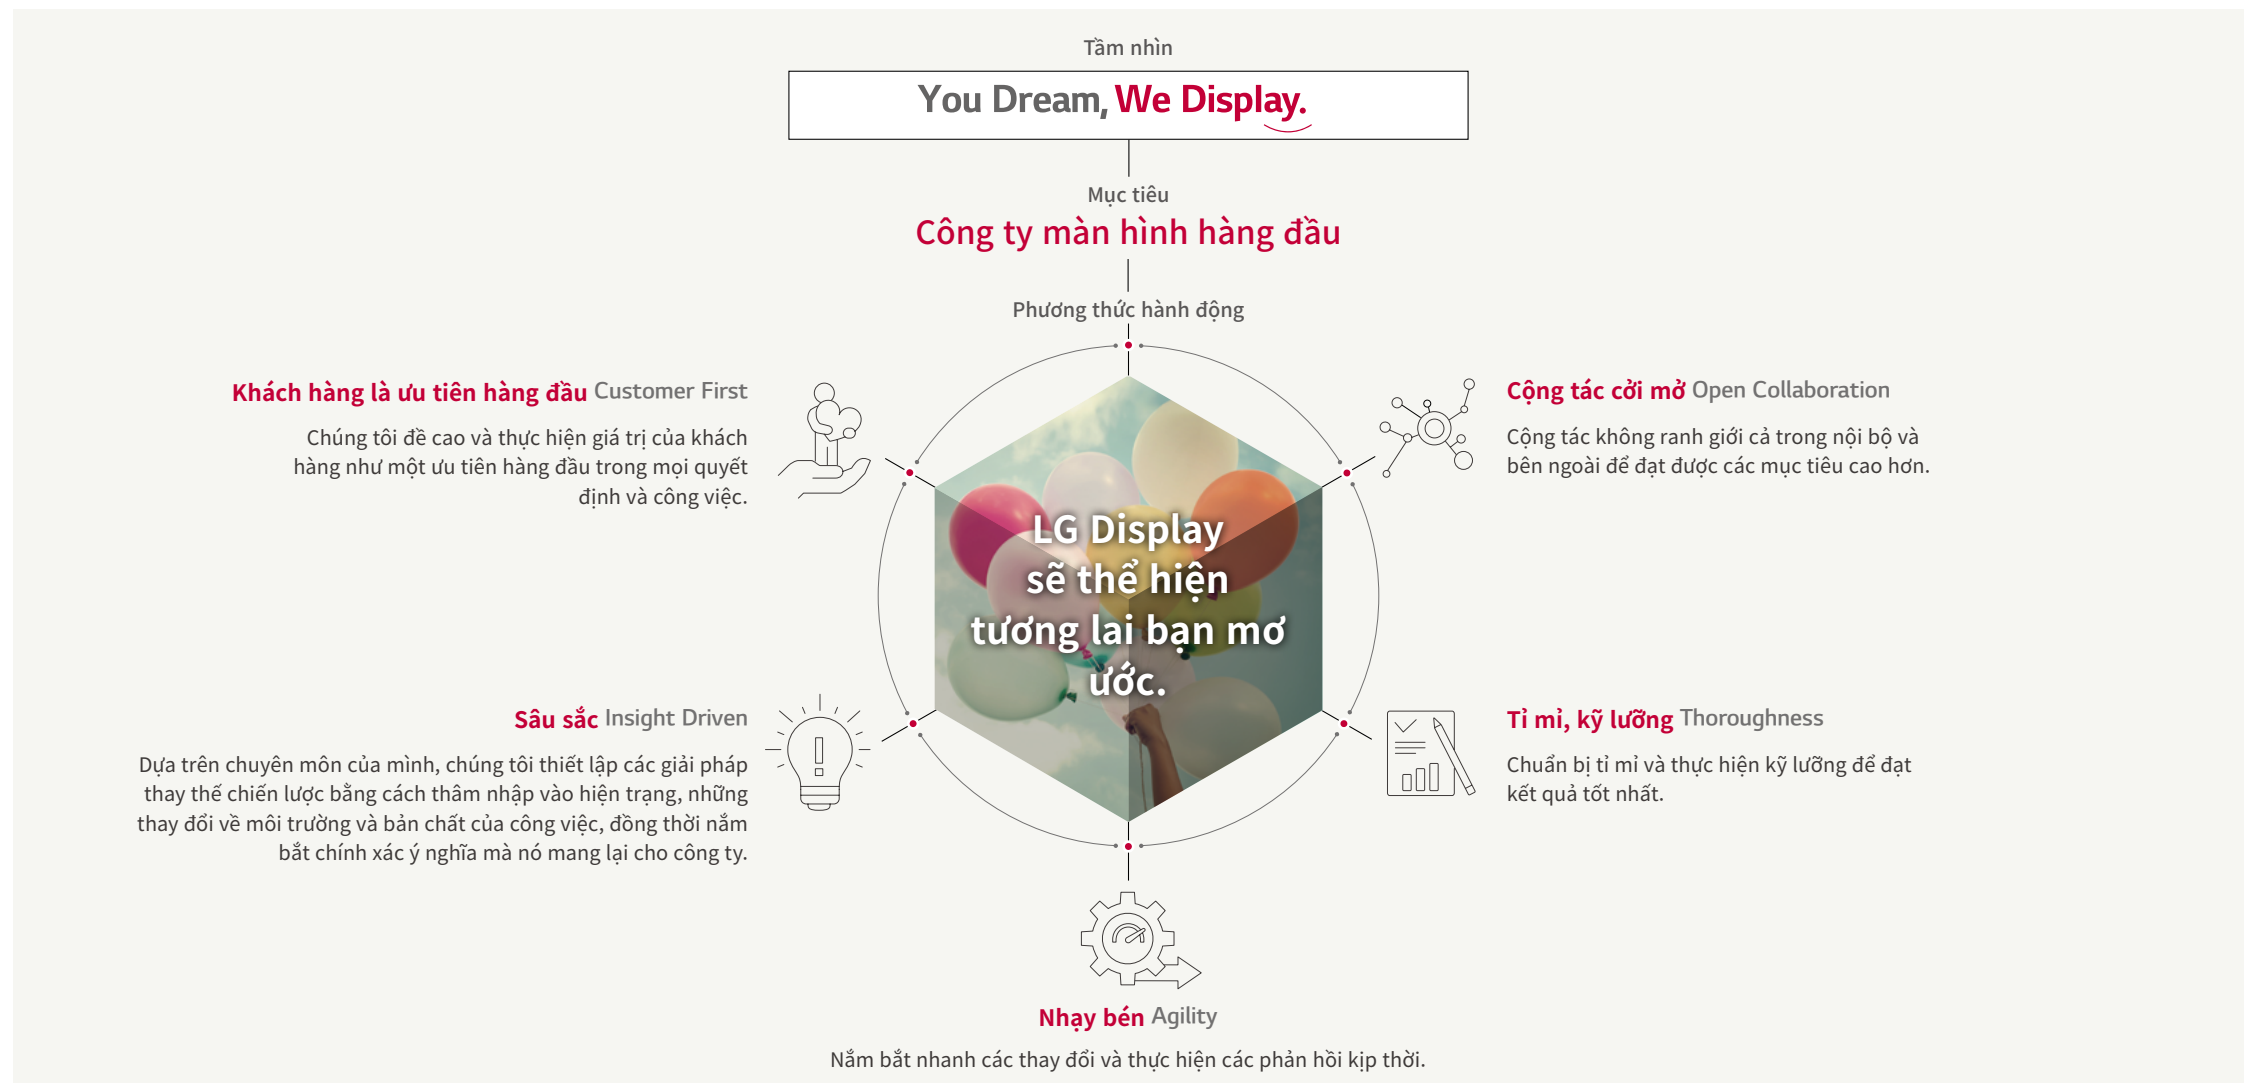 Tầm nhìn
You Dream, We Display.
Mục tiêu
Công ty màn hình hàng đầu
Phương thức hành động
Khách hàng là ưu tiên hàng đầu Customer First
Chúng tôi đề cao và thực hiện giá trị của khách
hàng như một ưu tiên hàng đầu trong mọi quyết
định và công việc.
Cộng tác cởi mở Open Collaboration
Cộng tác không ranh giới cả trong nội bộ và
bên ngoài để đạt được các mục tiêu cao hơn.
LG Display
sẽ thể hiện
tương lai bạn mơ
ước.
Sâu sắc Insight Driven
Dựa trên chuyên môn của mình, chúng tôi thiết lập các giải pháp
thay thế chiến lược bằng cách thâm nhập vào hiện trạng, những
thay đổi về môi trường và bản chất của công việc, đồng thời nắm
bắt chính xác ý nghĩa mà nó mang lại cho công ty.
Tỉ mỉ, kỹ lưỡng Thoroughness
Chuẩn bị tỉ mỉ và thực hiện kỹ lưỡng để đạt
kết quả tốt nhất.
Nhạy bén Agility
Nắm bắt nhanh các thay đổi và thực hiện các phản hồi kịp thời.